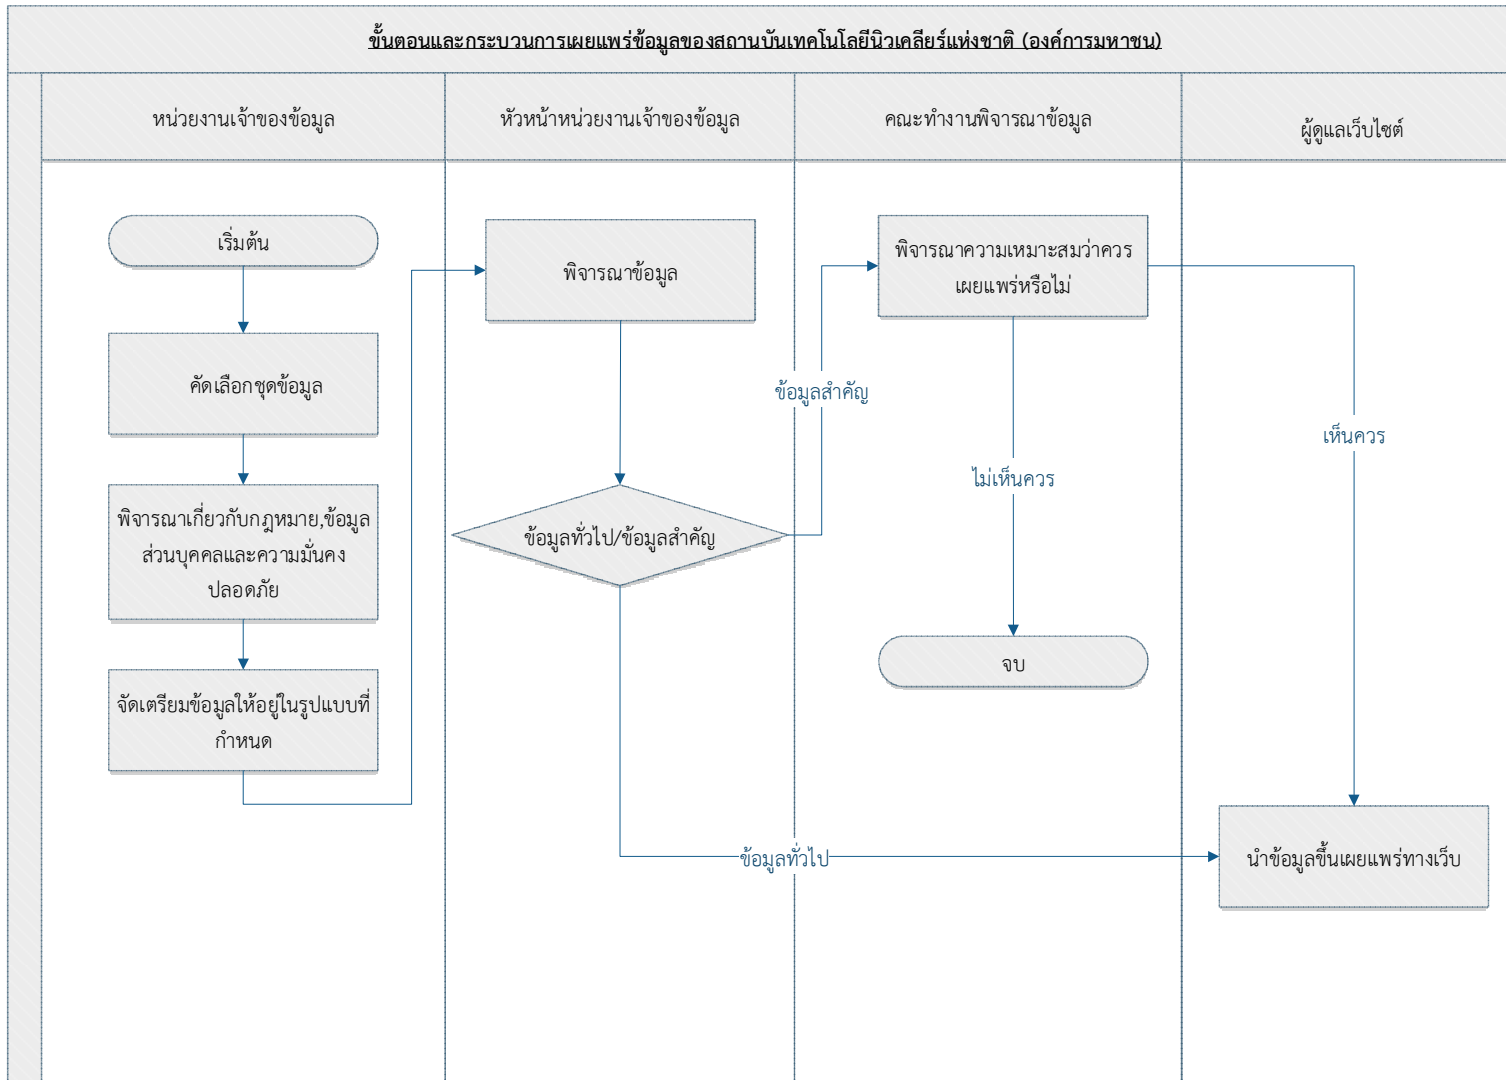 ขั้นตอนและกระบวนการเผยแพร่ข้อมูลของสถานบันเทคโนโลยีนิวเคลียร์แห่งชาติ (องค์การมหาชน)
หน่วยงานเจ้าของข้อมูล
หัวหน้าหน่วยงานเจ้าของข้อมูล
คณะทำงานพิจารณาข้อมูล
ผู้ดูแลเว็บไซต์
เริ่มต้น
คัดเลือกชุดข้อมูล
พิจารณาเกี่ยวกับกฎหมาย,ข้อมูล
ส่วนบุคคลและความมั่นคง
ปลอดภัย
จัดเตรียมข้อมูลให้อยู่ในรูปแบบที่
กำหนด
พิจารณาข้อมูล
ข้อมูลทั่วไป/ข้อมูลสำคัญ
ข้อมูลสำคัญ
ข้อมูลทั่วไป
พิจารณาความเหมาะสมว่าควร
เผยแพร่หรือไม่
ไม่เห็นควร
จบ
เห็นควร
นำข้อมูลขึ้นเผยแพร่ทางเว็บ